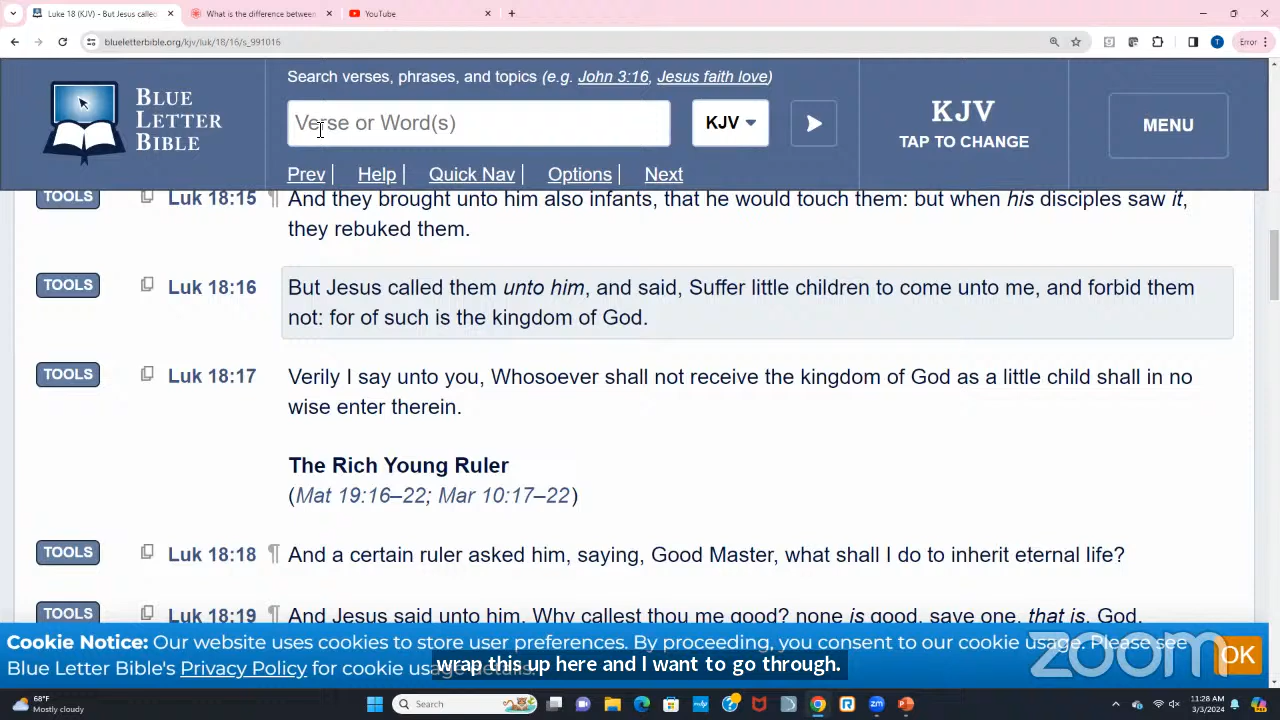 Luke 18 (KJV) - But Jesus called
What is the difference between
YouTube
blueletterbible.org/kjv/luk/18/16/s_991016
Error
BLUE
LETTER
BIBLE
Search verses, phrases, and topics (e.g. John 3:16, Jesus faith love)
Verse or Word(s)
KJV
KJV
TAP TO CHANGE
MENU
Prev | Help | Quick Nav | Options | Next
TOOLS Luk 18:15 ¶ And they brought unto him also infants, that he would touch them: but when his disciples saw it,
they rebuked them.
TOOLS Luk 18:16 But Jesus called them unto him, and said, Suffer little children to come unto me, and forbid them
not: for of such is the kingdom of God.
TOOLS Luk 18:17 Verily I say unto you, Whosoever shall not receive the kingdom of God as a little child shall in no
wise enter therein.
The Rich Young Ruler
(Mat 19:16–22; Mar 10:17–22)
TOOLS Luk 18:18 ¶ And a certain ruler asked him, saying, Good Master, what shall I do to inherit eternal life?
TOOLS Luk 18:19 ¶ And Jesus said unto him, Why callest thou me good? none is good, save one, that is, God.
Cookie Notice: Our website uses cookies to store user preferences. By proceeding, you consent to our cookie usage. Please see
Blue Letter Bible's Privacy Policy for cookie usage details.
OK
zoom
wrap this up here and I want to go through.
68°F
Mostly cloudy
Search
11:28 AM
3/3/2024